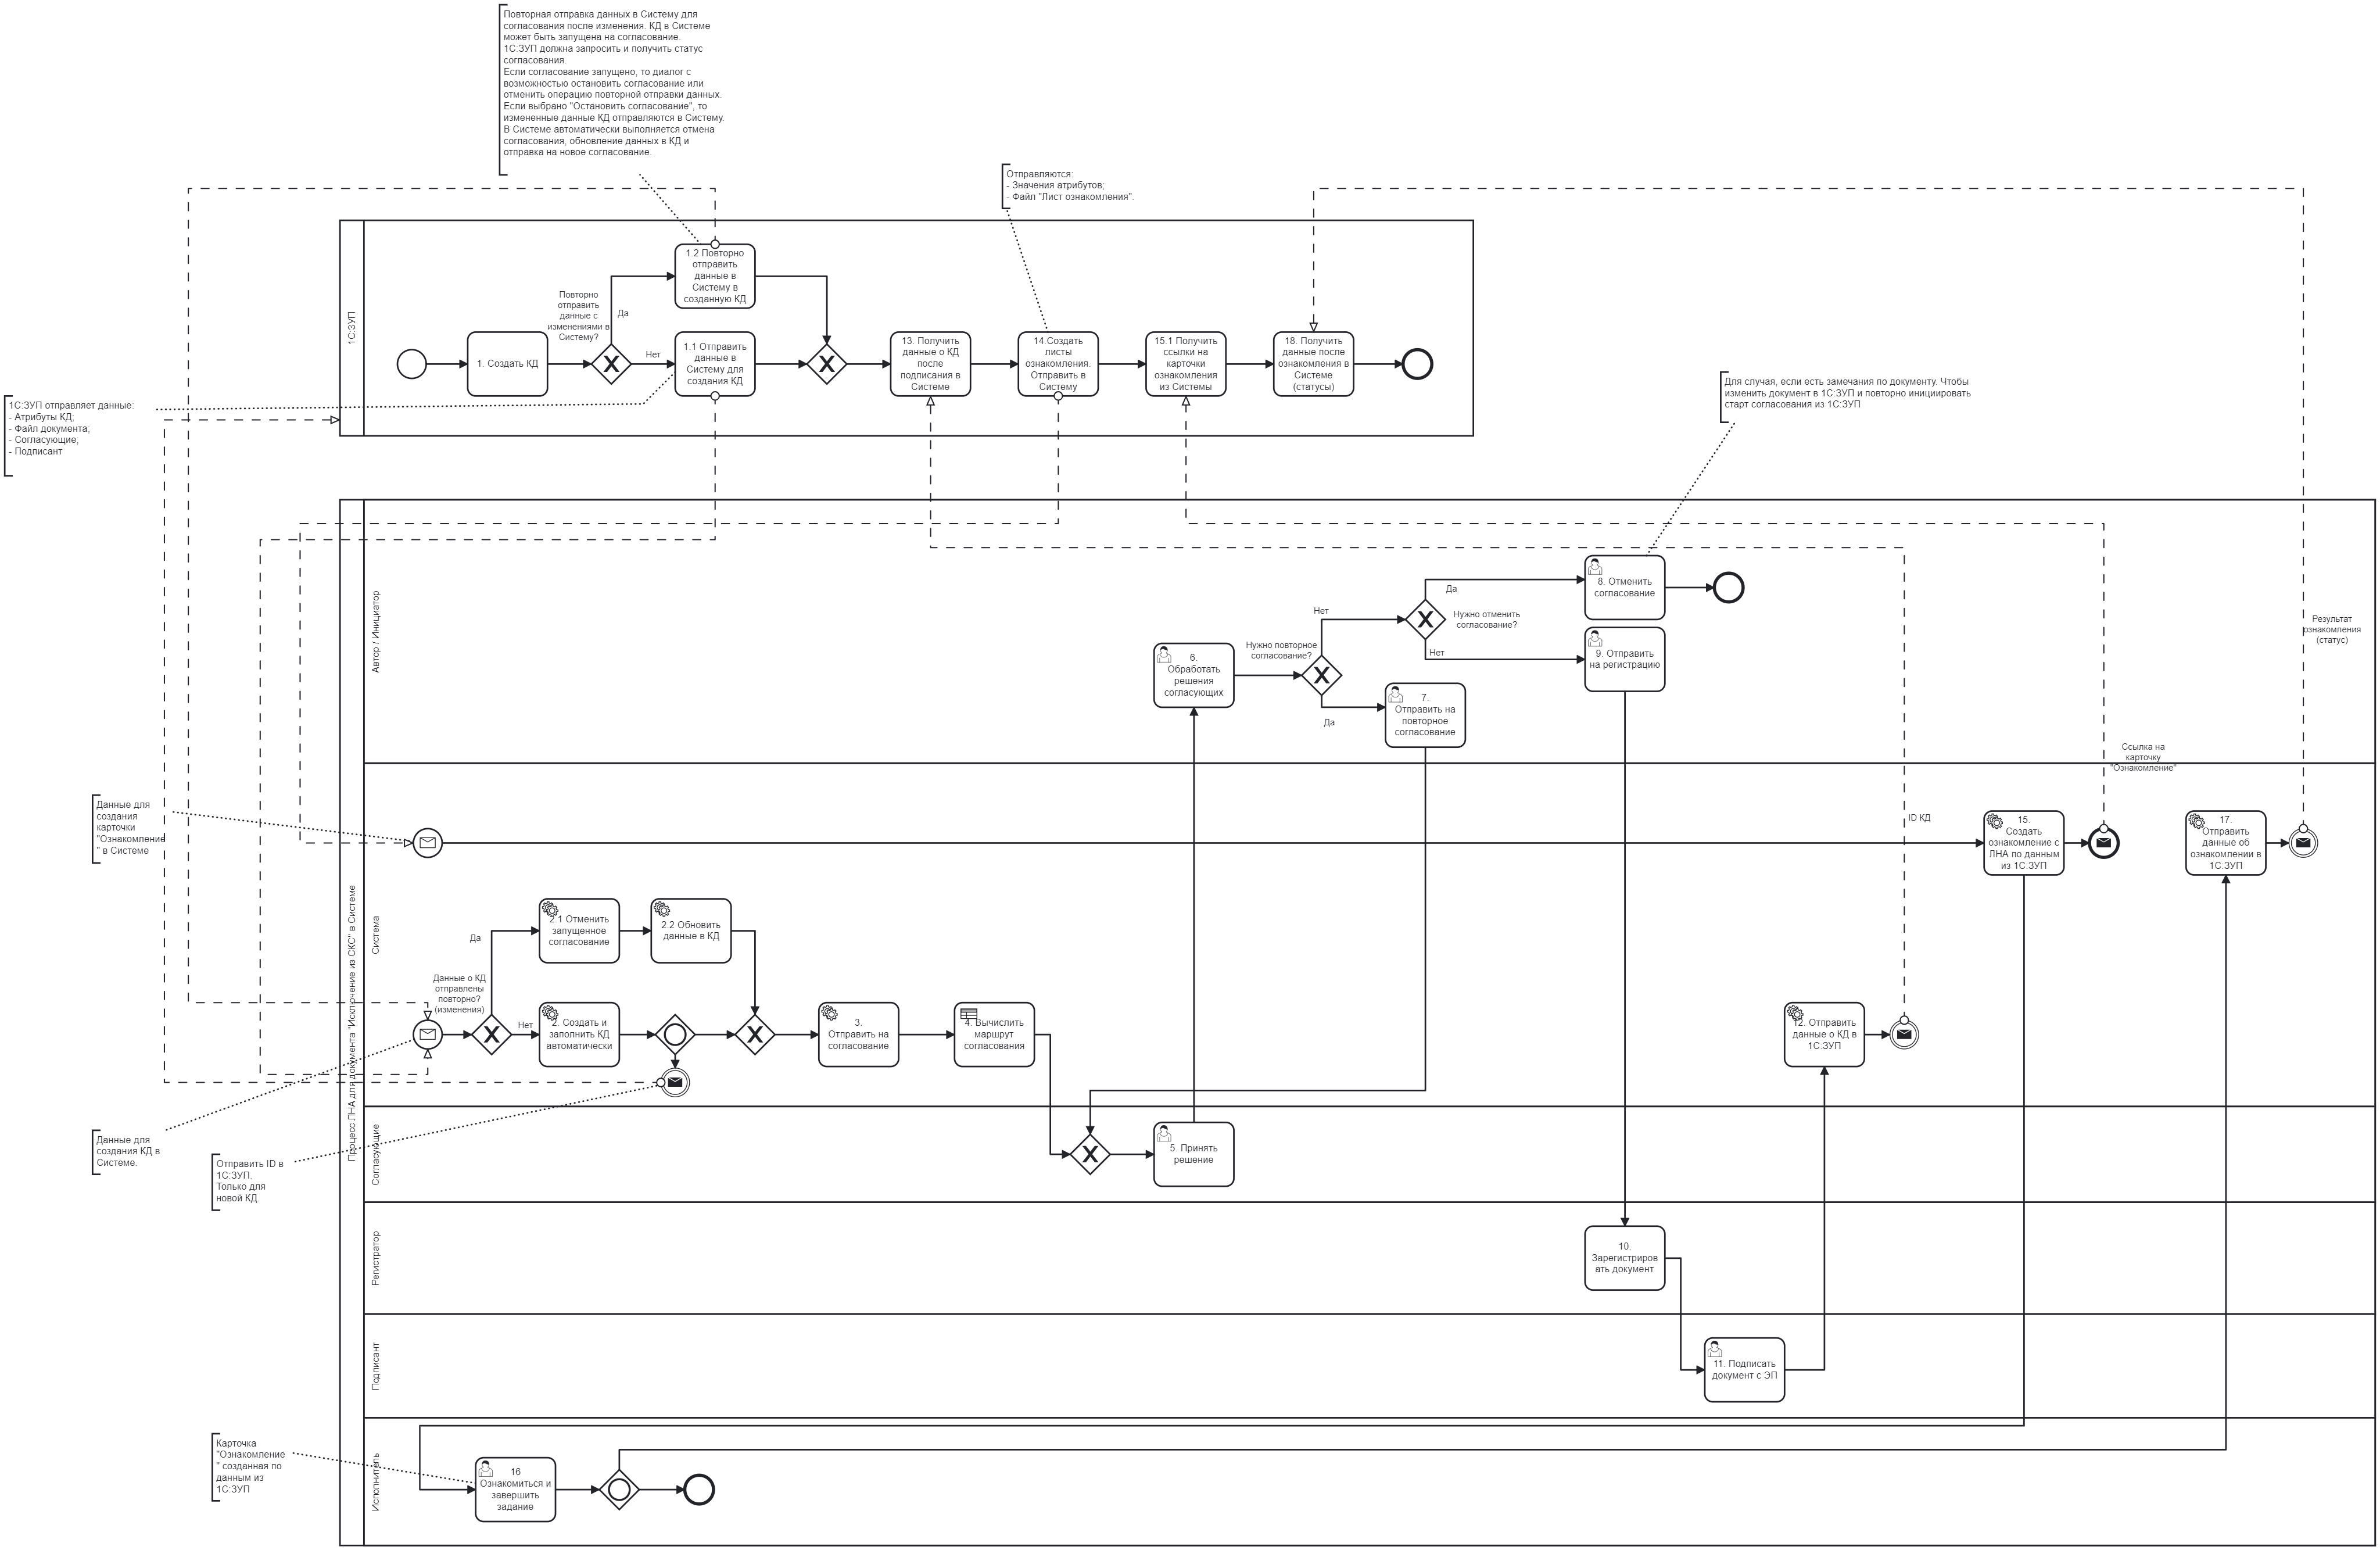 Повторная отправка данных в Систему для
согласования после изменения. КД в Системе
может быть запущена на согласование.
1С:ЗУП должна запросить и получить статус
согласования.
Если согласование запущено, то диалог с
возможностью остановить согласование или
отменить операцию повторной отправки данных.
Если выбрано "Остановить согласование", то
измененные данные КД отправляются в Систему.
В Системе автоматически выполняется отмена
согласования, обновление данных в КД и
отправка на новое согласование.
Отправляются:
- Значения атрибутов;
- Файл "Лист ознакомления".
1С:ЗУП
1. Создать КД
Повторно
отправить
данные с
изменениями в
Систему?
Да
Нет
1.2 Повторно
отправить
данные в
Систему в
созданную КД
1.1 Отправить
данные в
Систему для
создания КД
13. Получить
данные о КД
после
подписания в
Системе
14.Создать
листы
ознакомления.
Отправить в
Систему
15.1 Получить
ссылки на
карточки
ознакомления
из Системы
18. Получить
данные после
ознакомления в
Системе
(статусы)
Для случая, если есть замечания по документу. Чтобы
изменить документ в 1С:ЗУП и повторно инициировать
старт согласования из 1С:ЗУП
1С:ЗУП отправляет данные:
- Атрибуты КД;
- Файл документа;
- Согласующие;
- Подписант
Процесс ЛНА для документа "Исключение из СКС" в Системе
Автор / Инициатор
6.
Обработать
решения
согласующих
Нужно повторное
согласование?
Нет
Да
7.
Отправить на
повторное
согласование
Нужно отменить
согласование?
Да
Нет
8. Отменить
согласование
9. Отправить
на регистрацию
Результат
ознакомления
(статус)
Ссылка на
карточку
"Ознакомление"
Система
Данные для
создания
карточки
"Ознакомление
" в Системе
ID КД
15.
Создать
ознакомление с
ЛНА по данным
из 1С:ЗУП
17.
Отправить
данные об
ознакомлении в
1С:ЗУП
Данные о КД
отправлены
повторно?
(изменения)
Да
Нет
2.1 Отменить
запущенное
согласование
2.2 Обновить
данные в КД
2. Создать и
заполнить КД
автоматически
3.
Отправить на
согласование
4. Вычислить
маршрут
согласования
12. Отправить
данные о КД в
1С:ЗУП
Данные для
создания КД в
Системе.
Отправить ID в
1С:ЗУП.
Только для
новой КД.
Согласующие
5. Принять
решение
Регистратор
10.
Зарегистриров
ать документ
Подписант
11. Подписать
документ с ЭП
Исполнитель
Карточка
"Ознакомление
" созданная по
данным из
1С:ЗУП
16
Ознакомиться и
завершить
задание